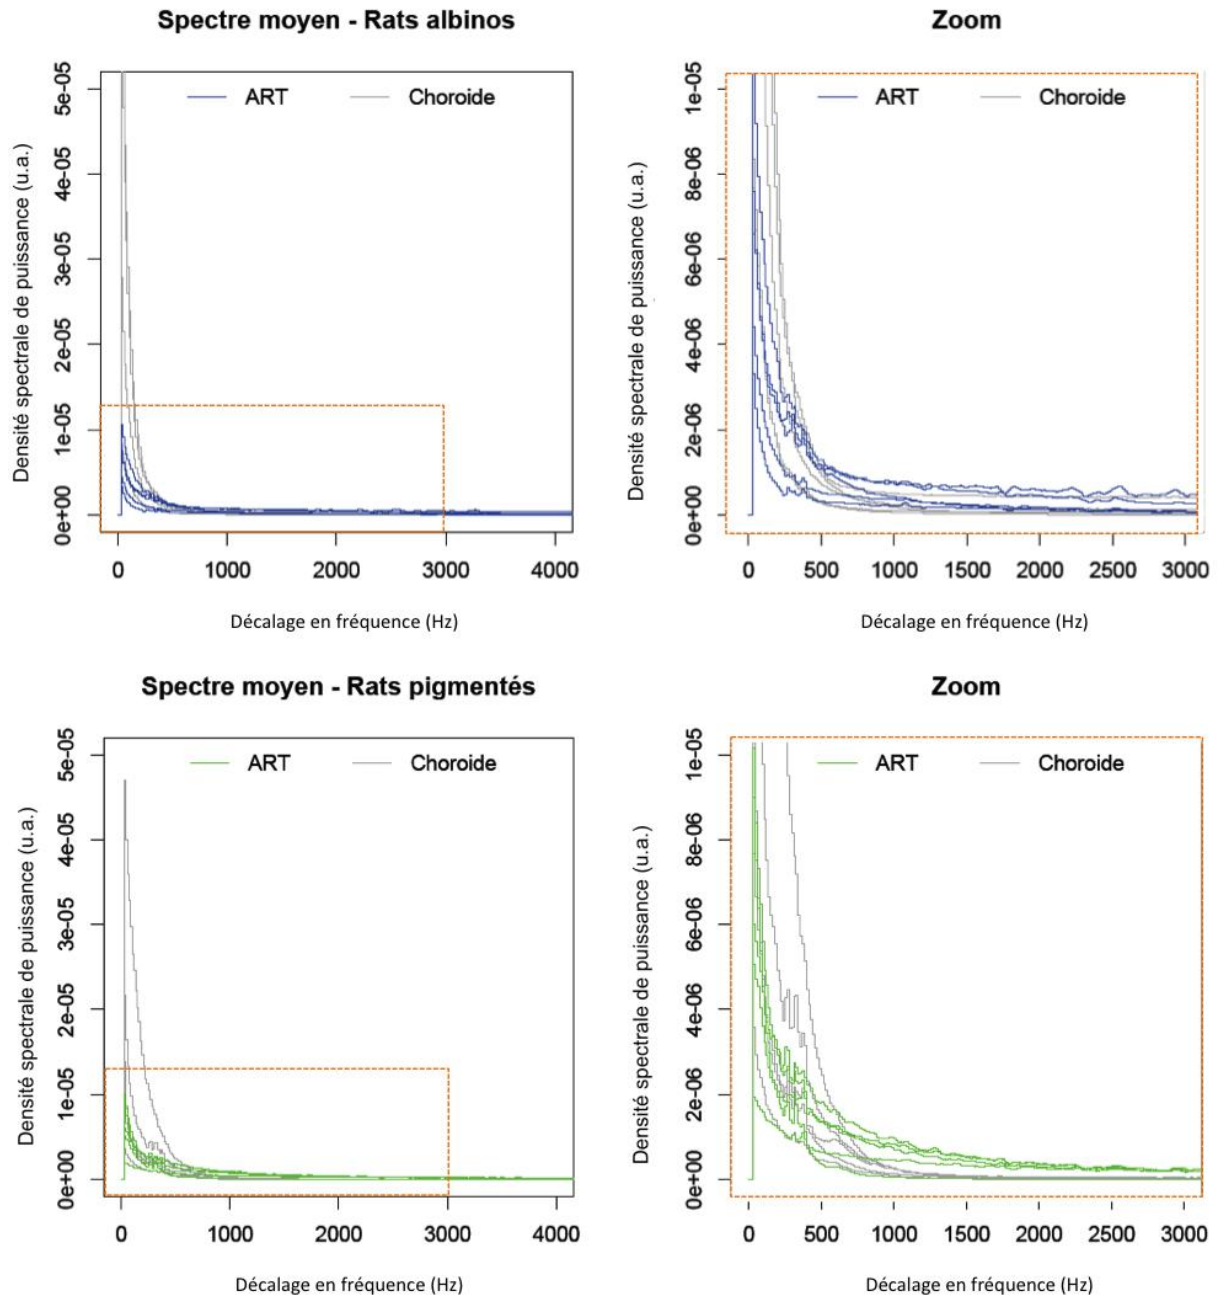 Spectre moyen - Rats albinos
Densité spectrale de puissance (u.a.)
5e-05
4e-05
3e-05
2e-05
1e-05
0e+00
ART
Choroide
0 1000 2000 3000 4000
Décalage en fréquence (Hz)
Zoom
Densité spectrale de puissance (u.a.)
1e-05
8e-06
6e-06
4e-06
2e-06
0e+00
ART
Choroide
0 500 1000 1500 2000 2500 3000
Décalage en fréquence (Hz)
Spectre moyen - Rats pigmentés
Densité spectrale de puissance (u.a.)
5e-05
4e-05
3e-05
2e-05
1e-05
0e+00
ART
Choroide
0 1000 2000 3000 4000
Décalage en fréquence (Hz)
Zoom
Densité spectrale de puissance (u.a.)
1e-05
8e-06
6e-06
4e-06
2e-06
0e+00
ART
Choroide
0 500 1000 1500 2000 2500 3000
Décalage en fréquence (Hz)